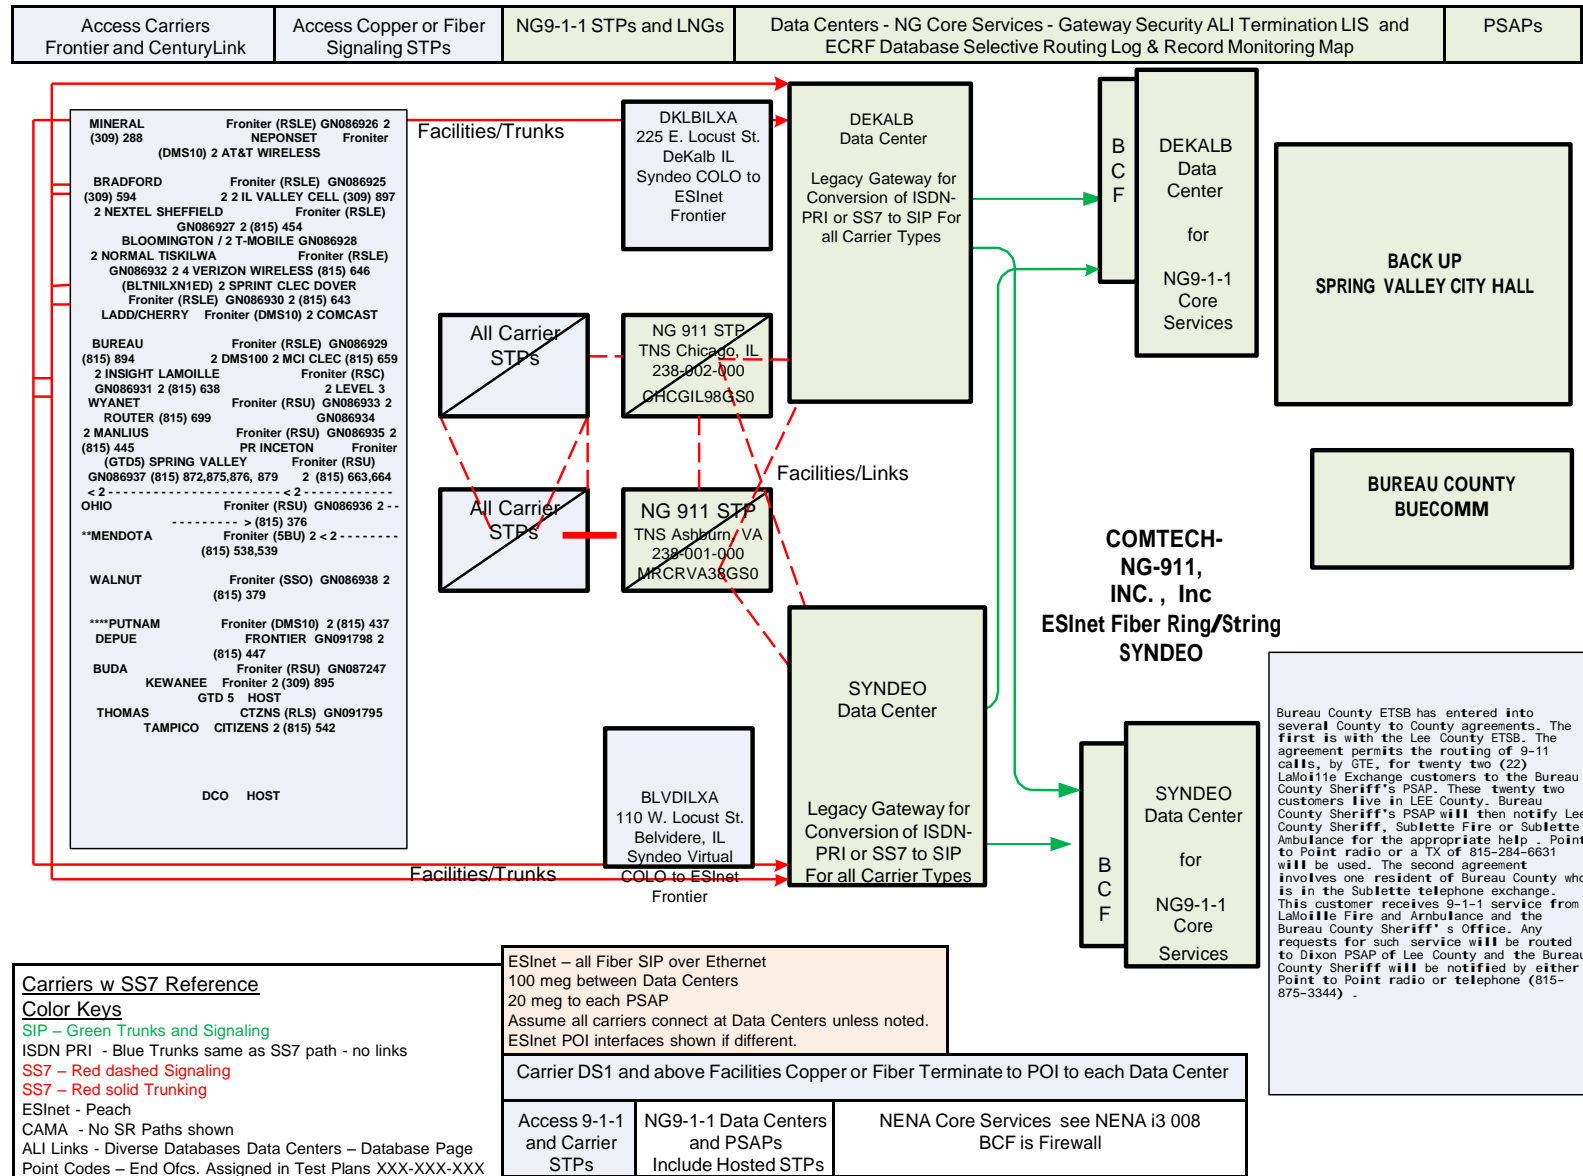 Access Carriers
Frontier and CenturyLink
Access Copper or Fiber
Signaling STPs
NG9-1-1 STPs and LNGs
Data Centers - NG Core Services - Gateway Security ALI Termination LIS and
ECRF Database Selective Routing Log & Record Monitoring Map
PSAPs
MINERAL Froniter (RSLE) GN086926 2
(309) 288 NEPONSET Froniter
(DMS10) 2 AT&T WIRELESS
BRADFORD Froniter (RSLE) GN086925
(309) 594 2 2 IL VALLEY CELL (309) 897
2 NEXTEL SHEFFIELD Froniter (RSLE)
GN086927 2 (815) 454
BLOOMINGTON / 2 T-MOBILE GN086928
2 NORMAL TISKILWA Froniter (RSLE)
GN086932 2 4 VERIZON WIRELESS (815) 646
(BLTNILXN1ED) 2 SPRINT CLEC DOVER
Froniter (RSLE) GN086930 2 (815) 643
LADD/CHERRY Froniter (DMS10) 2 COMCAST
BUREAU Froniter (RSLE) GN086929
(815) 894 2 DMS100 2 MCI CLEC (815) 659
2 INSIGHT LAMOILLE Froniter (RSC)
GN086931 2 (815) 638 2 LEVEL 3
WYANET Froniter (RSU) GN086933 2
ROUTER (815) 699 GN086934
2 MANLIUS Froniter (RSU) GN086935 2
(815) 445 PR INCETON Froniter
(GTD5) SPRING VALLEY Froniter (RSU)
GN086937 (815) 872,875,876, 879 2 (815) 663,664
< 2 - - - - - - - - - - - - - - - - - - - - - - - < 2 - - - - - - - - - - - -
OHIO Froniter (RSU) GN086936 2 - -
- - - - - - - - - > (815) 376
**MENDOTA Froniter (5BU) 2 < 2 - - - - - - - -
(815) 538,539
WALNUT Froniter (SSO) GN086938 2
(815) 379
****PUTNAM Froniter (DMS10) 2 (815) 437
DEPUE FRONTIER GN091798 2
(815) 447
BUDA Froniter (RSU) GN087247
KEWANEE Froniter 2 (309) 895
GTD 5 HOST
THOMAS CTZNS (RLS) GN091795
TAMPICO CITIZENS 2 (815) 542
DCO HOST
Facilities/Trunks
DKLBILXA
225 E. Locust St.
DeKalb IL
Syndeo COLO to
ESInet
Frontier
DEKALB
Data Center
Legacy Gateway for
Conversion of ISDN-
PRI or SS7 to SIP For
all Carrier Types
B
C
F
DEKALB
Data
Center
for
NG9-1-1
Core
Services
BACK UP
SPRING VALLEY CITY HALL
All Carrier
STPs
NG 911 STP
TNS Chicago, IL
238-002-000
CHCGIL98GS0
Facilities/Links
All Carrier
STPs
NG 911 STP
TNS Ashburn, VA
238-001-000
MRCRVA38GS0
BUREAU COUNTY
BUECOMM
COMTECH-
NG-911,
INC. , Inc
ESInet Fiber Ring/String
SYNDEO
SYNDEO
Data Center
Legacy Gateway for
Conversion of ISDN-
PRI or SS7 to SIP
For all Carrier Types
BLVDILXA
110 W. Locust St.
Belvidere, IL
Syndeo Virtual
COLO to ESInet
Frontier
Facilities/Trunks
B
C
F
SYNDEO
Data Center
for
NG9-1-1
Core
Services
Bureau County ETSB has entered into
several County to County agreements. The
first is with the Lee County ETSB. The
agreement permits the routing of 9-11
calls, by GTE, for twenty two (22)
LaMoi11e Exchange customers to the Bureau
County Sheriff's PSAP. These twenty two
customers live in LEE County. Bureau
County Sheriff's PSAP will then notify Lee
County Sheriff, Sublette Fire or Sublette
Ambulance for the appropriate help . Point
to Point radio or a TX of 815-284-6631
will be used. The second agreement
involves one resident of Bureau County who
is in the Sublette telephone exchange.
This customer receives 9-1-1 service from
LaMoille Fire and Arnbulance and the
Bureau County Sheriff' s Office. Any
requests for such service will be routed
to Dixon PSAP of Lee County and the Bureau
County Sheriff will be notified by either
Point to Point radio or telephone (815-
875-3344) .
Carriers w SS7 Reference
Color Keys
SIP – Green Trunks and Signaling
ISDN PRI - Blue Trunks same as SS7 path - no links
SS7 – Red dashed Signaling
SS7 – Red solid Trunking
ESInet - Peach
CAMA - No SR Paths shown
ALI Links - Diverse Databases Data Centers – Database Page
Point Codes – End Ofcs. Assigned in Test Plans XXX-XXX-XXX
ESInet – all Fiber SIP over Ethernet
100 meg between Data Centers
20 meg to each PSAP
Assume all carriers connect at Data Centers unless noted.
ESInet POI interfaces shown if different.
Carrier DS1 and above Facilities Copper or Fiber Terminate to POI to each Data Center
Access 9-1-1
and Carrier
STPs
NG9-1-1 Data Centers
and PSAPs
Include Hosted STPs
NENA Core Services see NENA i3 008
BCF is Firewall